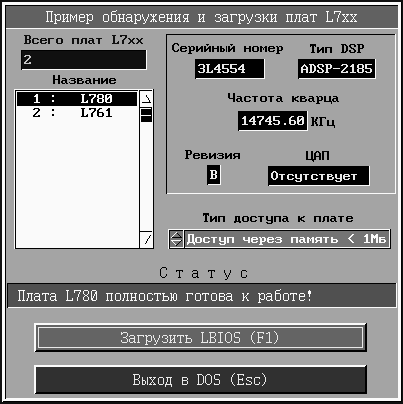 Пример обнаружения и загрузки плат L7xx
Всего плат L7xx
2
Название
1 : L780
2 : L761
Серийный номер
Тип DSP
3L4554
ADSP-2185
Частота кварца
14745.60 КГц
Ревизия
ЦАП
B
Отсутствует
Тип доступа к плате
Доступ через память < 1Мб
Статус
Плата L780 полностью готова к работе!
Загрузить LBIOS (F1)
Выход в DOS (Esc)